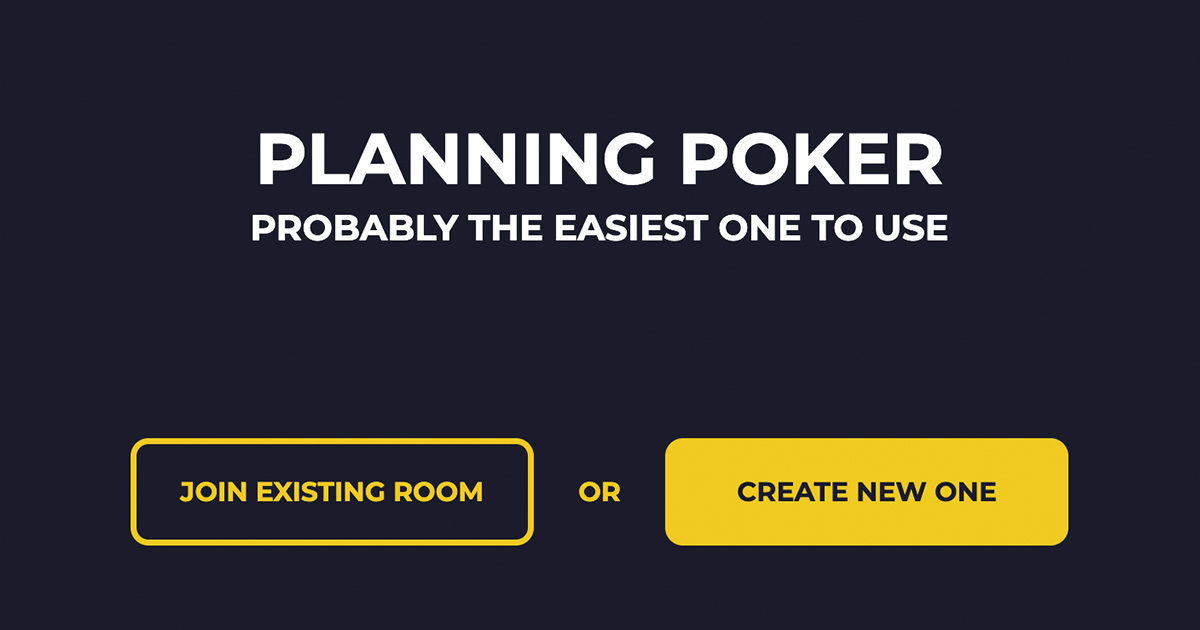 PLANNING POKER
PROBABLY THE EASIEST ONE TO USE
JOIN EXISTING ROOM
OR
CREATE NEW ONE